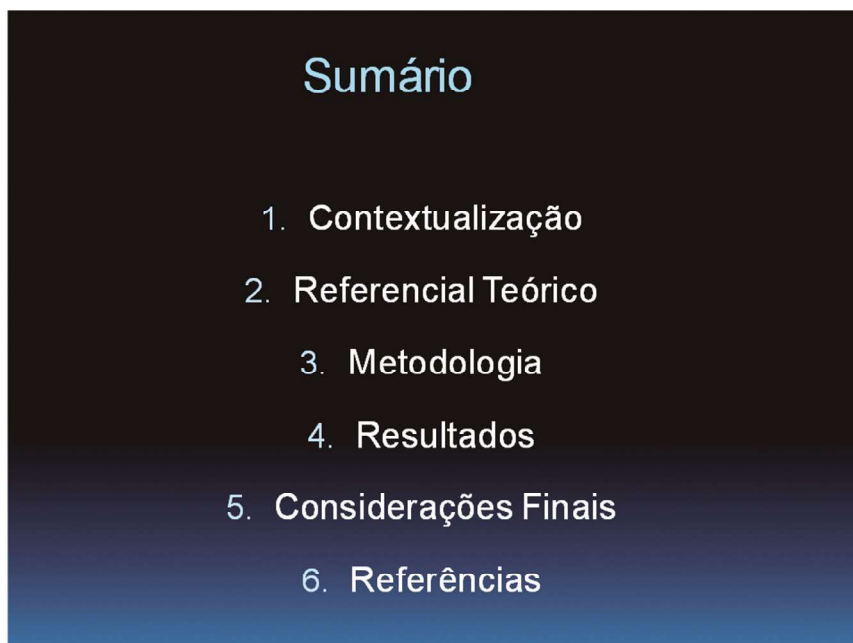 Sumário
1. Contextualização
2. Referencial Teórico
3. Metodologia
4. Resultados
5. Considerações Finais
6. Referências